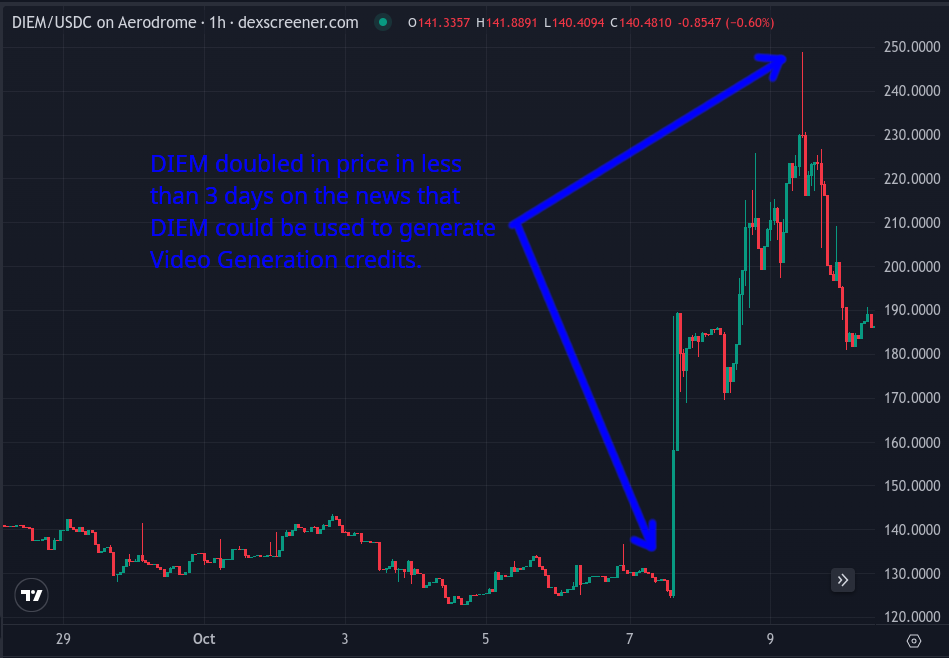 DIEM/USDC on Aerodrome · 1h · dexscreener.com O141.3357 H141.8891 L140.4094 C140.4810 -0.8547 (−0.60%)
250.0000
240.0000
230.0000
220.0000
210.0000
200.0000
190.0000
180.0000
170.0000
160.0000
150.0000
140.0000
130.0000
120.0000
DIEM doubled in price in less
than 3 days on the news that
DIEM could be used to generate
Video Generation credits.
29 Oct 3 5 7 9